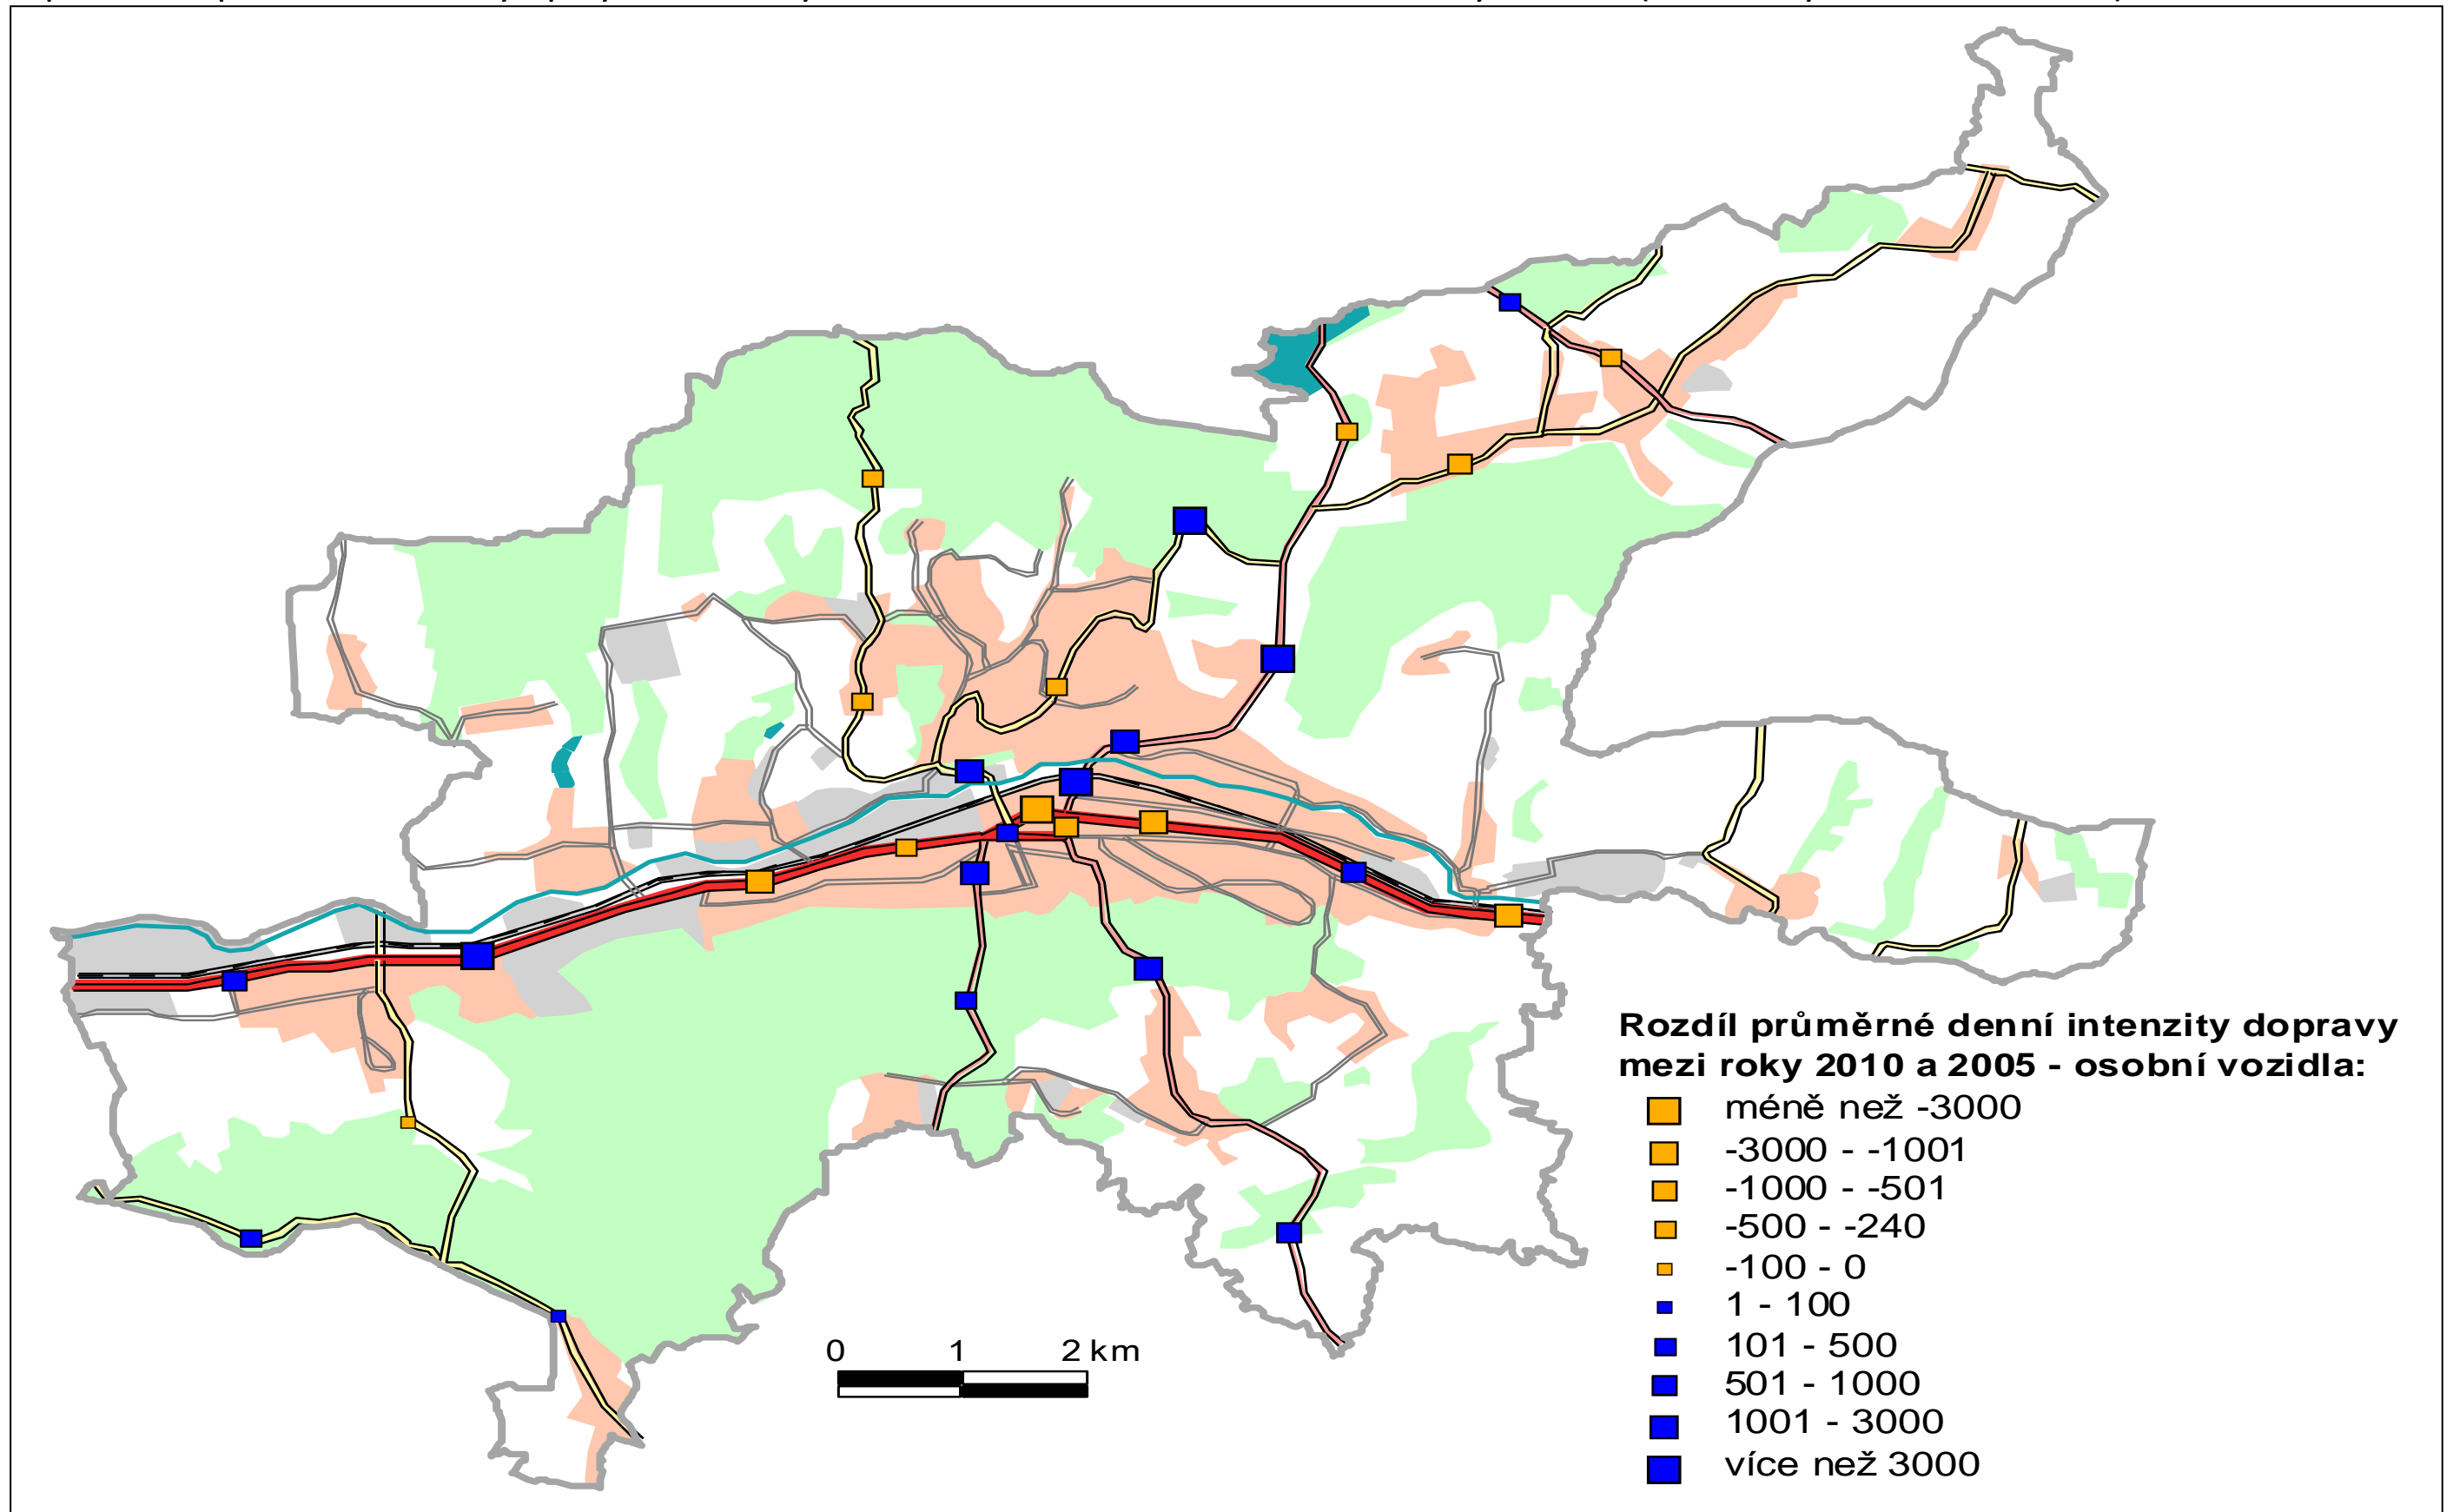 Rozdíl průměrné denní intenzity dopravy
mezi roky 2010 a 2005 - osobní vozidla:
méně než -3000
-3000 - -1001
-1000 - -501
-500 - -240
-100 - 0
1 - 100
101 - 500
501 - 1000
1001 - 3000
více než 3000
0 1 2 km